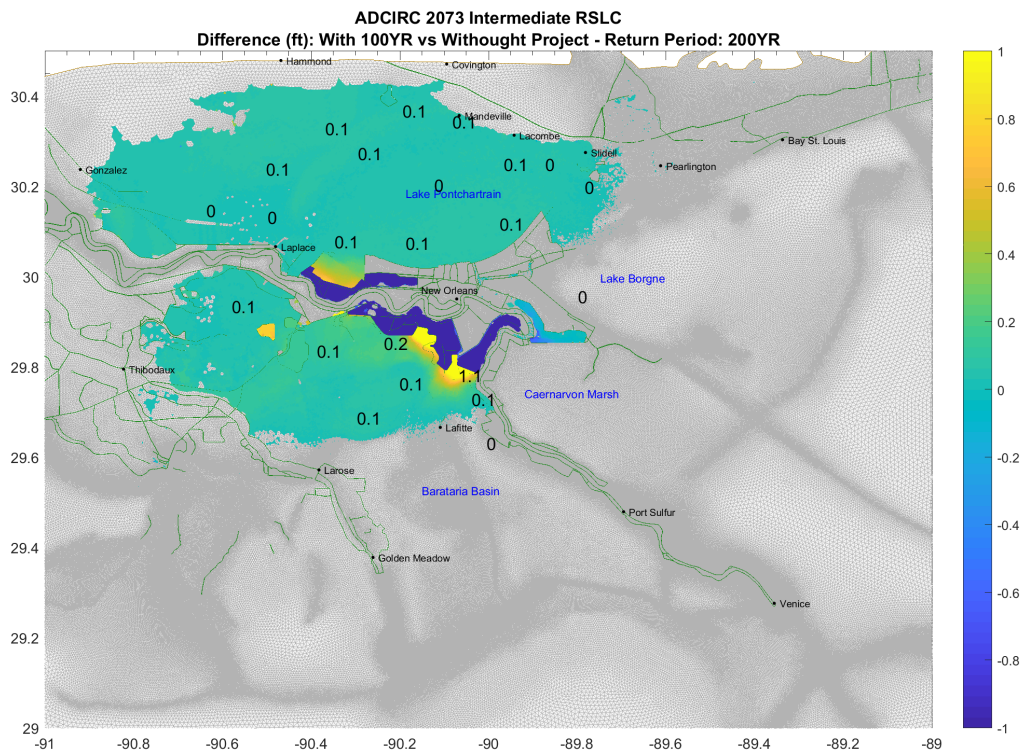 ADCIRC 2073 Intermediate RSLC
Difference (ft): With 100YR vs Withought Project - Return Period: 200YR
Hammond
Covington
30.4
0.1
0.1
Mandeville
0.1
Lacombe
Bay St. Louis
0.1
Slidell
Gonzalez
0.1
0.1
0
Pearlington
30.2
0
0
Lake Pontchartrain
0
0
0.1
Laplace
0.1
0.1
30
Lake Borgne
New Orleans
0
0.1
29.8
0.2
0.1
Thibodaux
1.1
0.1
Caernarvon Marsh
0.1
0.1
Lafitte
29.6
0
Larose
Barataria Basin
Port Sulfur
29.4
Golden Meadow
Venice
29.2
29
-91 -90.8 -90.6 -90.4 -90.2 -90 -89.8 -89.6 -89.4 -89.2 -89
1
0.8
0.6
0.4
0.2
0
-0.2
-0.4
-0.6
-0.8
-1